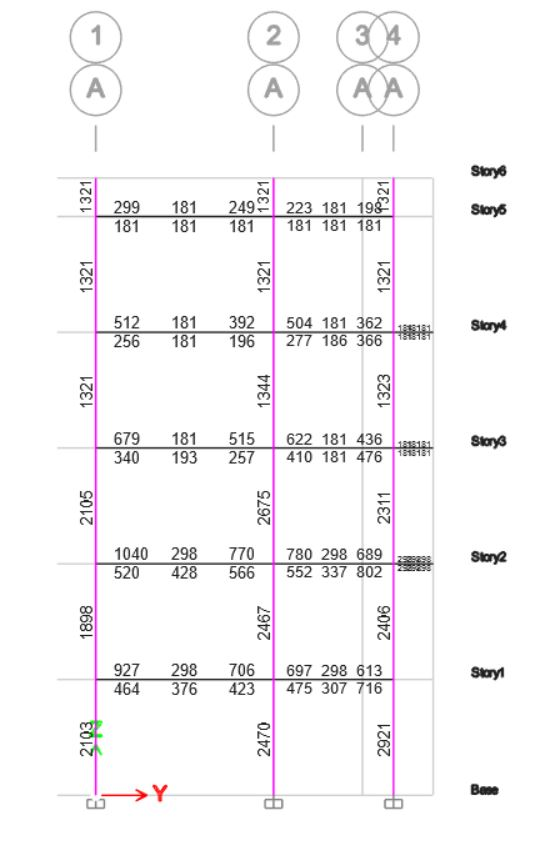 1 2 3 4
A A A A
Story6
1321 1321 1321
299 181 249 223 181 198
Story5
181 181 181 181 181 181
1321 1321 1321
512 181 392 504 181 362
Story4
256 181 196 277 186 366
1321 1344 1323
679 181 515 622 181 436
Story3
340 193 257 410 181 476
2105 2675 2311
1040 298 770 780 298 689
Story2
520 428 566 552 337 802
1898 2467 2406
927 298 706 697 298 613
Story1
464 376 423 475 307 716
2103 2470 2921
Z
Base
Y